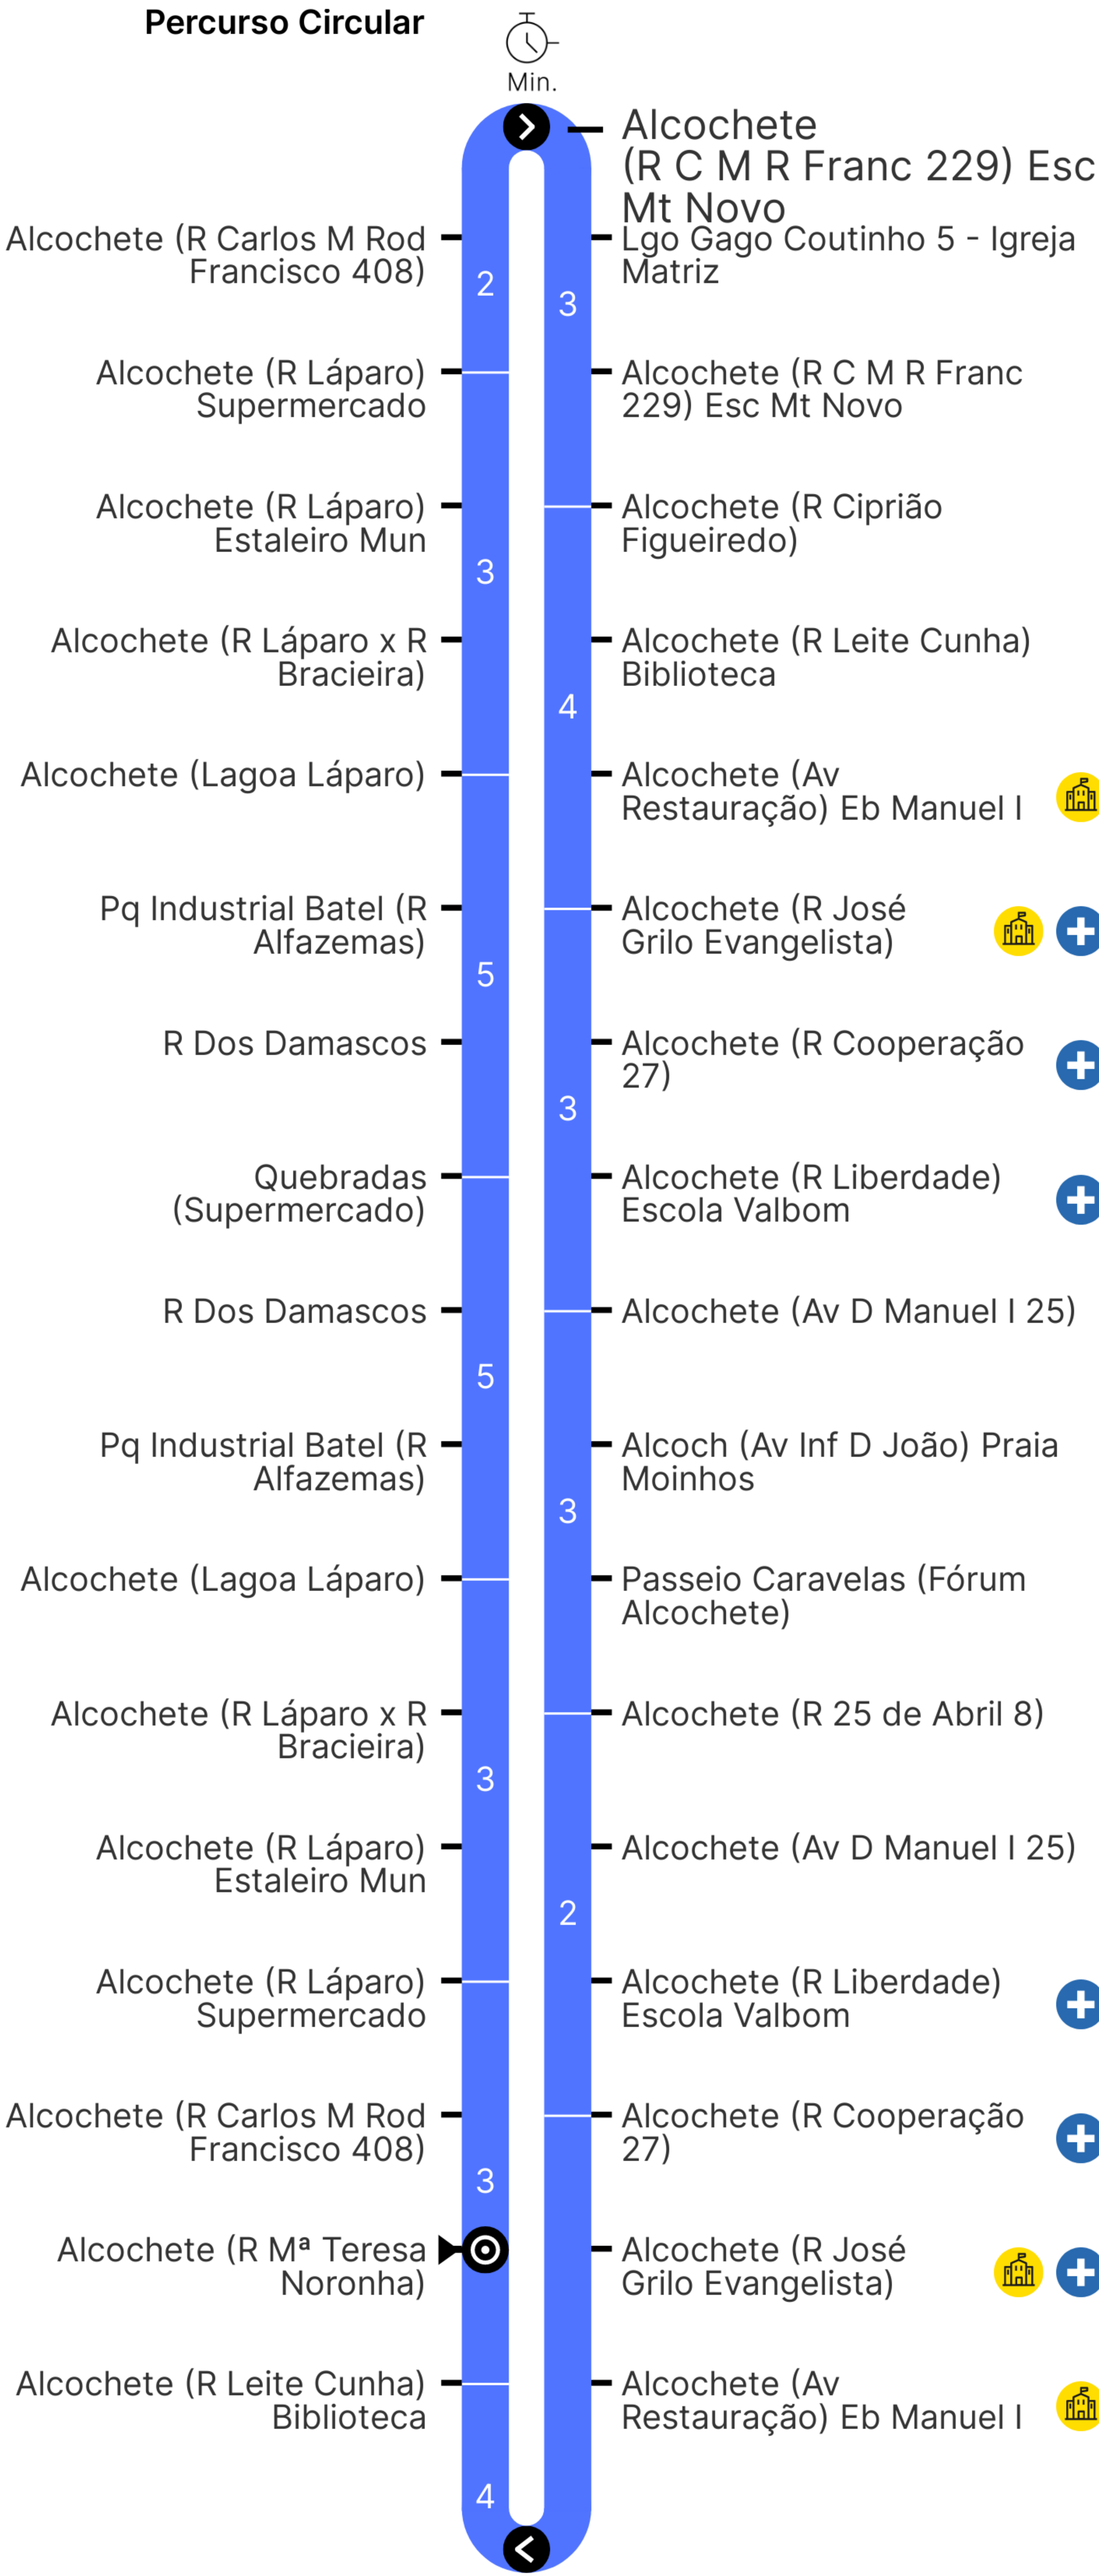 Percurso Circular
Min.
Alcochete
(R C M R Franc 229) Esc
Mt Novo
Lgo Gago Coutinho 5 - Igreja
Matriz
3
Alcochete (R C M R Franc
229) Esc Mt Novo
Alcochete (R Ciprião
Figueiredo)
Alcochete (R Leite Cunha)
Biblioteca
4
Alcochete (Av
Restauração) Eb Manuel I
Alcochete (R José
Grilo Evangelista)
Alcochete (R Cooperação
27)
3
Alcochete (R Liberdade)
Escola Valbom
Alcochete (Av D Manuel I 25)
Alcoch (Av Inf D João) Praia
Moinhos
3
Passeio Caravelas (Fórum
Alcochete)
Alcochete (R 25 de Abril 8)
Alcochete (Av D Manuel I 25)
2
Alcochete (R Liberdade)
Escola Valbom
Alcochete (R Cooperação
27)
Alcochete (R José
Grilo Evangelista)
Alcochete (Av
Restauração) Eb Manuel I
Alcochete (R Carlos M Rod
Francisco 408)
2
Alcochete (R Láparo)
Supermercado
Alcochete (R Láparo)
Estaleiro Mun
3
Alcochete (R Láparo x R
Bracieira)
Alcochete (Lagoa Láparo)
Pq Industrial Batel (R
Alfazemas)
5
R Dos Damascos
Quebradas
(Supermercado)
R Dos Damascos
5
Pq Industrial Batel (R
Alfazemas)
Alcochete (Lagoa Láparo)
Alcochete (R Láparo x R
Bracieira)
3
Alcochete (R Láparo)
Estaleiro Mun
Alcochete (R Láparo)
Supermercado
Alcochete (R Carlos M Rod
Francisco 408)
3
Alcochete (R Mª Teresa
Noronha)
Alcochete (R Leite Cunha)
Biblioteca
4